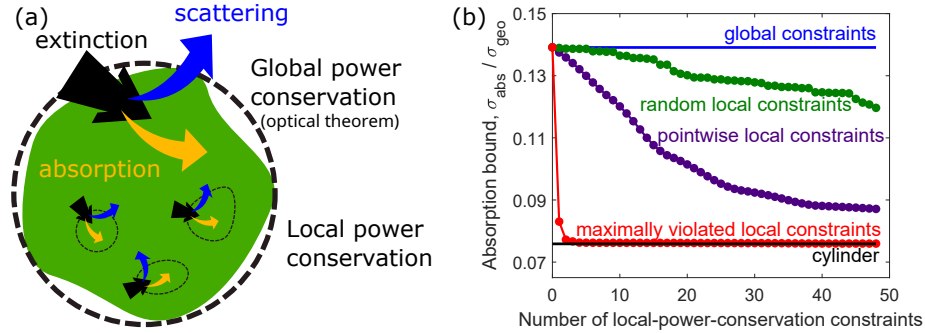 (a)
scattering
extinction
Global power
conservation
(optical theorem)
absorption
Local power
conservation
(b)
Absorption bound, σabs / σgeo
0.15
0.13
0.11
0.09
0.07
global constraints
random local constraints
pointwise local constraints
maximally violated local constraints
cylinder
0 10 20 30 40 50
Number of local-power-conservation constraints